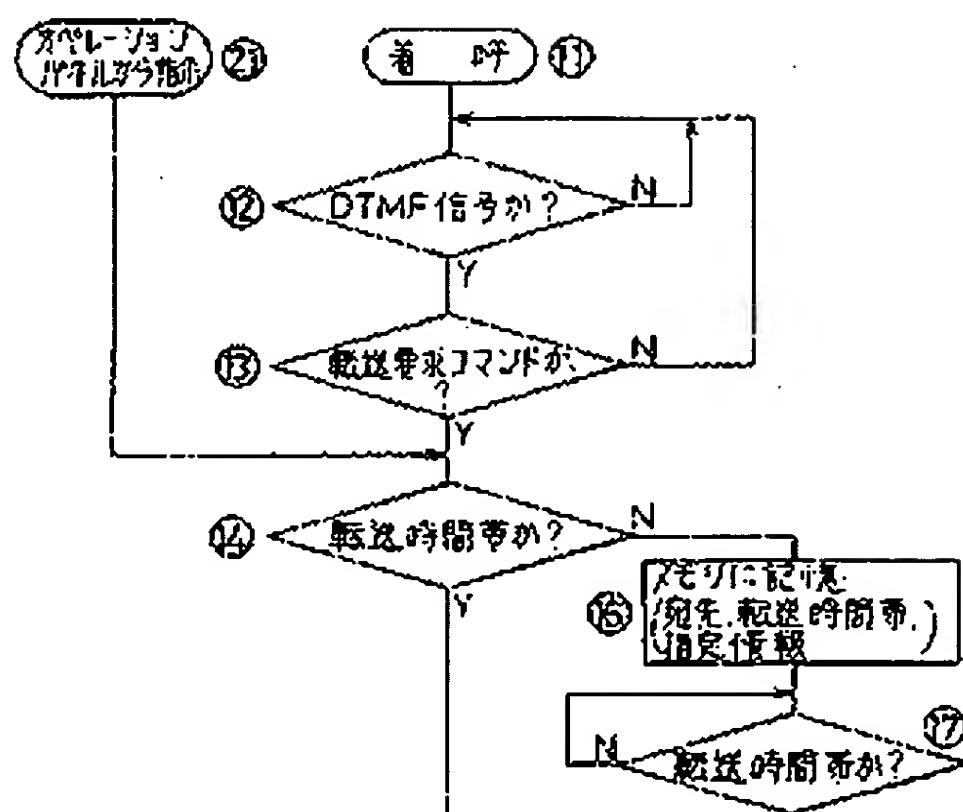 オペレーション
パネルから指示
21
着 呼
11
12
DTMF信号か?
N
Y
13
転送要求コマンドか
?
N
Y
14
転送時間帯か?
N
Y
メモリに記憶
(宛先、転送時間帯、
指定情報)
17
N
転送時間帯か?